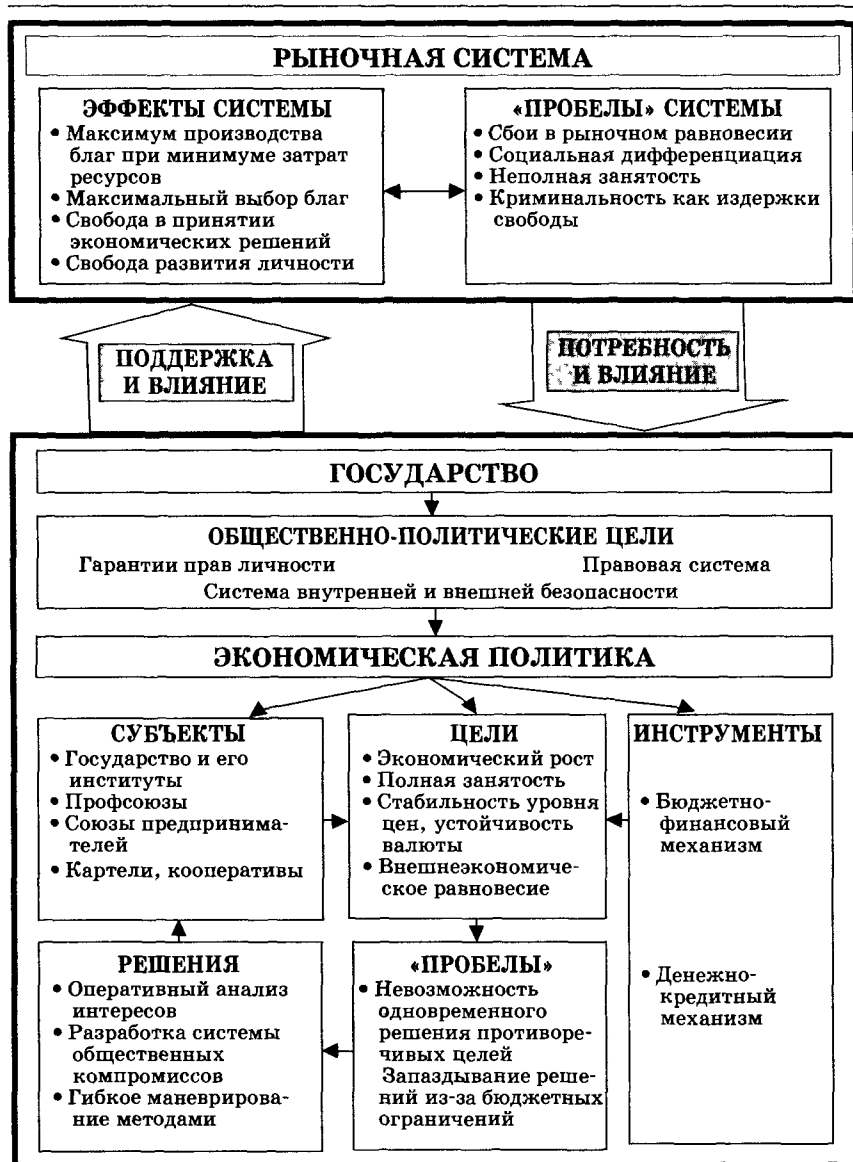 РЫНОЧНАЯ СИСТЕМА
ЭФФЕКТЫ СИСТЕМЫ
• Максимум производства
благ при минимуме затрат
ресурсов
• Максимальный выбор благ
• Свобода в принятии
экономических решений
• Свобода развития личности
«ПРОБЕЛЫ» СИСТЕМЫ
• Сбои в рыночном равновесии
• Социальная дифференциация
• Неполная занятость
• Криминальность как издержки
свободы
ПОДДЕРЖКА
И ВЛИЯНИЕ
ПОТРЕБНОСТЬ
И ВЛИЯНИЕ
ГОСУДАРСТВО
ОБЩЕСТВЕННО-ПОЛИТИЧЕСКИЕ ЦЕЛИ
Гарантии прав личности Правовая система
Система внутренней и внешней безопасности
ЭКОНОМИЧЕСКАЯ ПОЛИТИКА
СУБЪЕКТЫ
• Государство и его
институты
• Профсоюзы
• Союзы предпринима-
телей
• Картели, кооперативы
ЦЕЛИ
• Экономический рост
• Полная занятость
• Стабильность уровня
цен, устойчивость
валюты
• Внешнеэкономиче-
ское равновесие
ИНСТРУМЕНТЫ
• Бюджетно-
финансовый
механизм
• Денежно-
кредитный
механизм
РЕШЕНИЯ
• Оперативный анализ
интересов
• Разработка системы
общественных
компромиссов
• Гибкое маневрирова-
ние методами
«ПРОБЕЛЫ»
• Невозможность
одновременного
решения противоре-
чивых целей
Запаздывание реше-
ний из-за бюджетных
ограничений